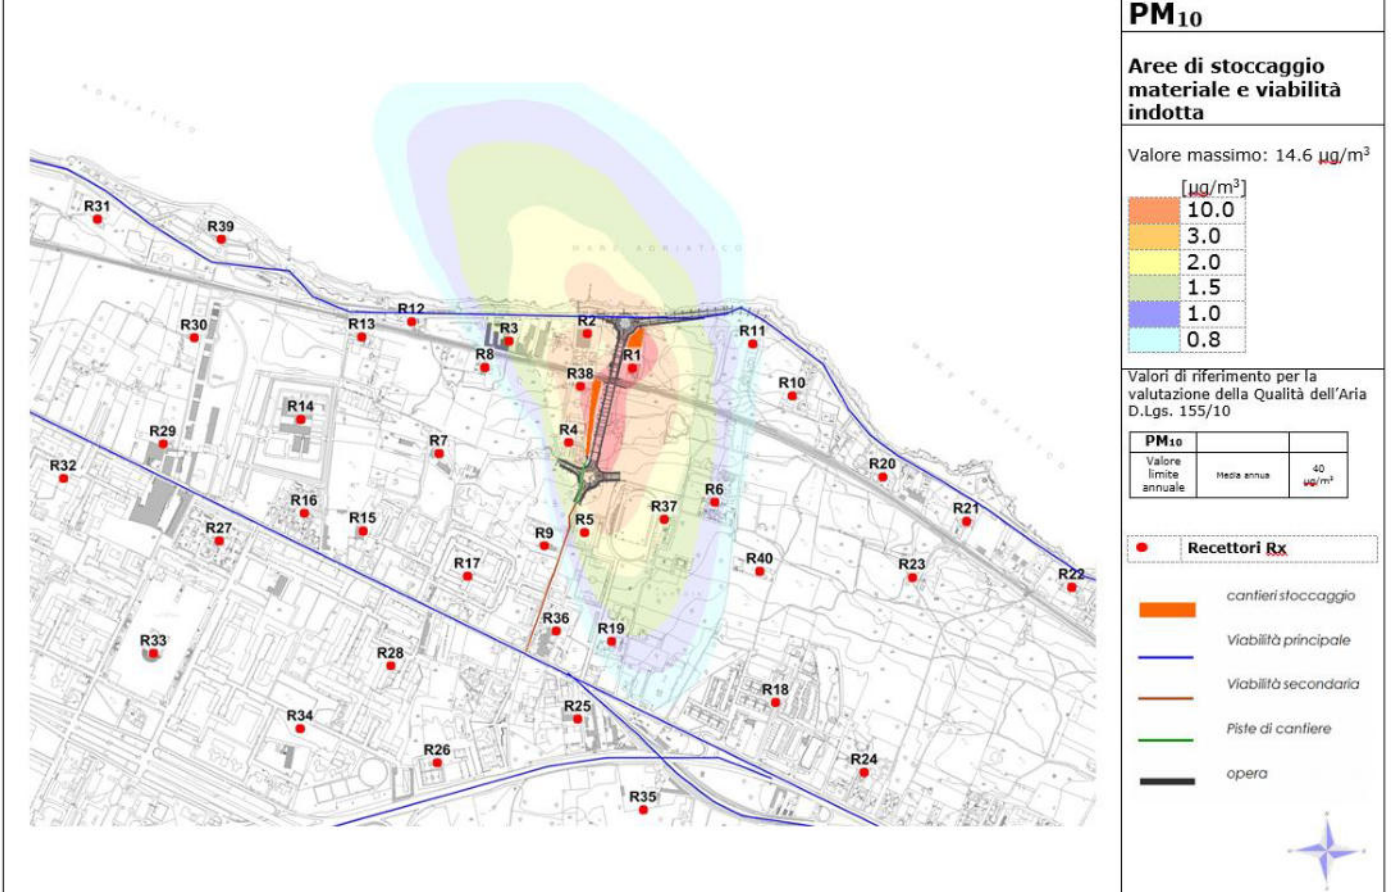 PM10
Aree di stoccaggio
materiale e viabilità
indotta
Valore massimo: 14.6 µg/m³
[µg/m³]
10.0
3.0
2.0
1.5
1.0
0.8
Valori di riferimento per la
valutazione della Qualità dell'Aria
D.Lgs. 155/10
PM10
Valore
limite
annuale
Media annua
40
µg/m³
Recettori Rx
cantieri stoccaggio
Viabilità principale
Viabilità secondaria
Piste di cantiere
opera
ADRIATICO
MARE ADRIATICO
MARE ADRIATICO
R31
R39
R12
R13
R30
R3
R2
R8
R1
R11
R38
R10
R14
R4
R29
R7
R32
R20
R6
R16
R37
R21
R15
R5
R27
R9
R40
R17
R23
R22
R36
R19
R33
R28
R18
R25
R34
R26
R24
R35